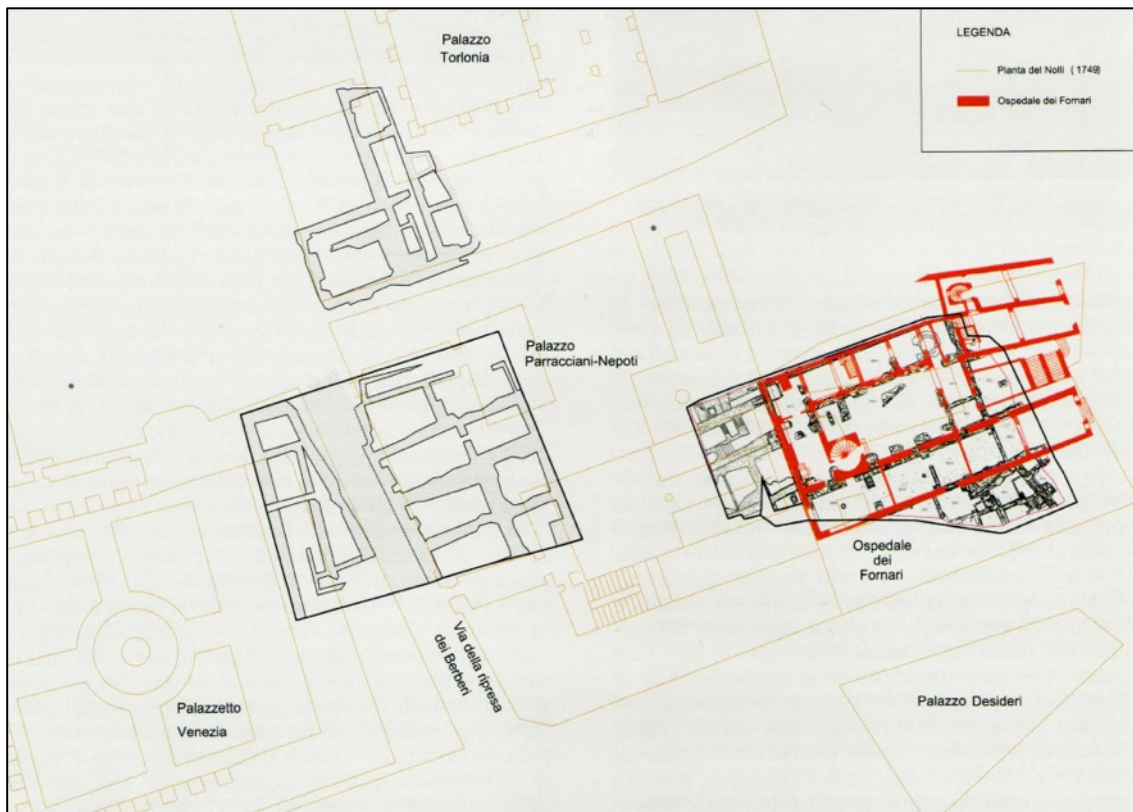 Palazzo
Torlonia
LEGENDA
Pianta del Nolli (1749)
Ospedale dei Fornari
Palazzo
Parracciani-Nepoti
Ospedale
dei
Fornari
Via della ripresa
dei Berberi
Palazzetto
Venezia
Palazzo Desideri